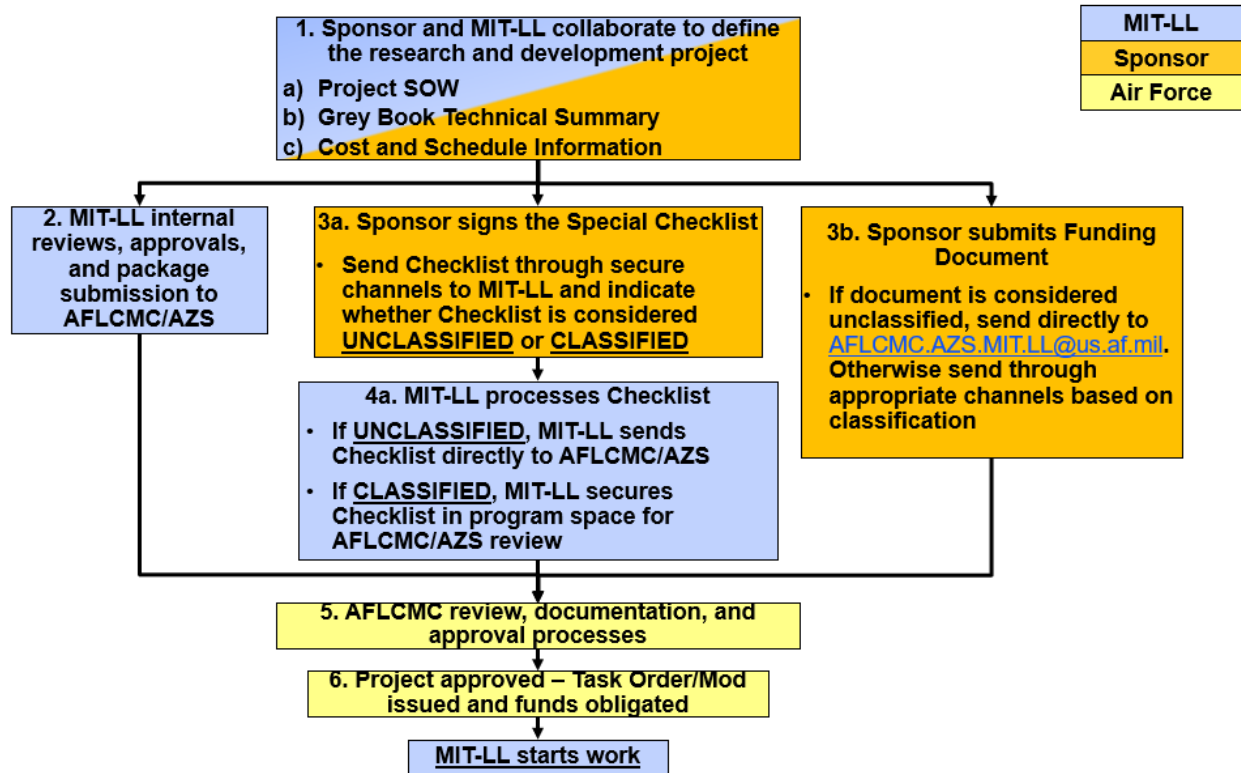 1. Sponsor and MIT-LL collaborate to define
the research and development project
a) Project SOW
b) Grey Book Technical Summary
c) Cost and Schedule Information
MIT-LL
Sponsor
Air Force
2. MIT-LL internal
reviews, approvals,
and package
submission to
AFLCMC/AZS
3a. Sponsor signs the Special Checklist
• Send Checklist through secure
channels to MIT-LL and indicate
whether Checklist is considered
UNCLASSIFIED or CLASSIFIED
3b. Sponsor submits Funding
Document
• If document is considered
unclassified, send directly to
AFLCMC.AZS.MIT.LL@us.af.mil.
Otherwise send through
appropriate channels based on
classification
4a. MIT-LL processes Checklist
• If UNCLASSIFIED, MIT-LL sends
Checklist directly to AFLCMC/AZS
• If CLASSIFIED, MIT-LL secures
Checklist in program space for
AFLCMC/AZS review
5. AFLCMC review, documentation, and
approval processes
6. Project approved – Task Order/Mod
issued and funds obligated
MIT-LL starts work